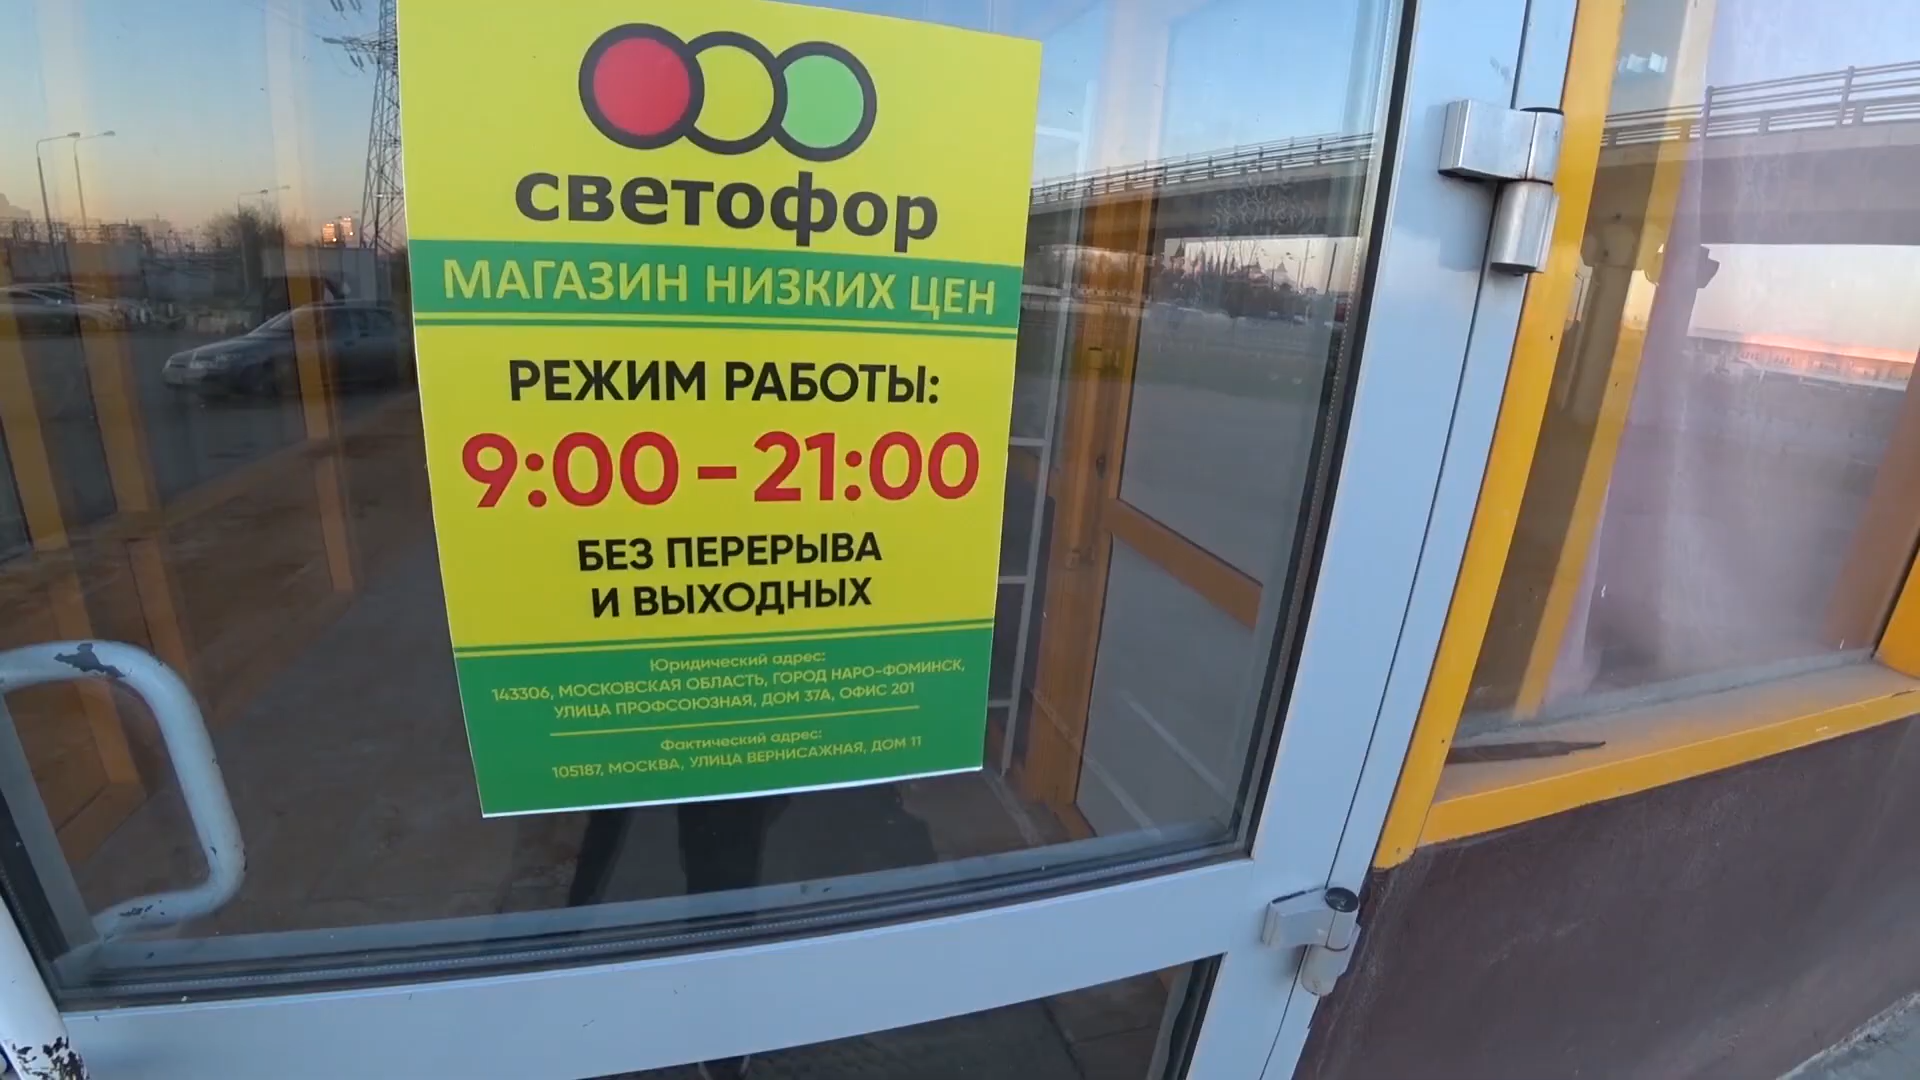 светофор
МАГАЗИН НИЗКИХ ЦЕН
РЕЖИМ РАБОТЫ:
9:00 – 21:00
БЕЗ ПЕРЕРЫВА
И ВЫХОДНЫХ
Юридический адрес:
143306, МОСКОВСКАЯ ОБЛАСТЬ, ГОРОД НАРО-ФОМИНСК,
УЛИЦА ПРОФСОЮЗНАЯ, ДОМ 37А, ОФИС 201
Фактический адрес:
105187, МОСКВА, УЛИЦА ВЕРНИСАЖНАЯ, ДОМ 11